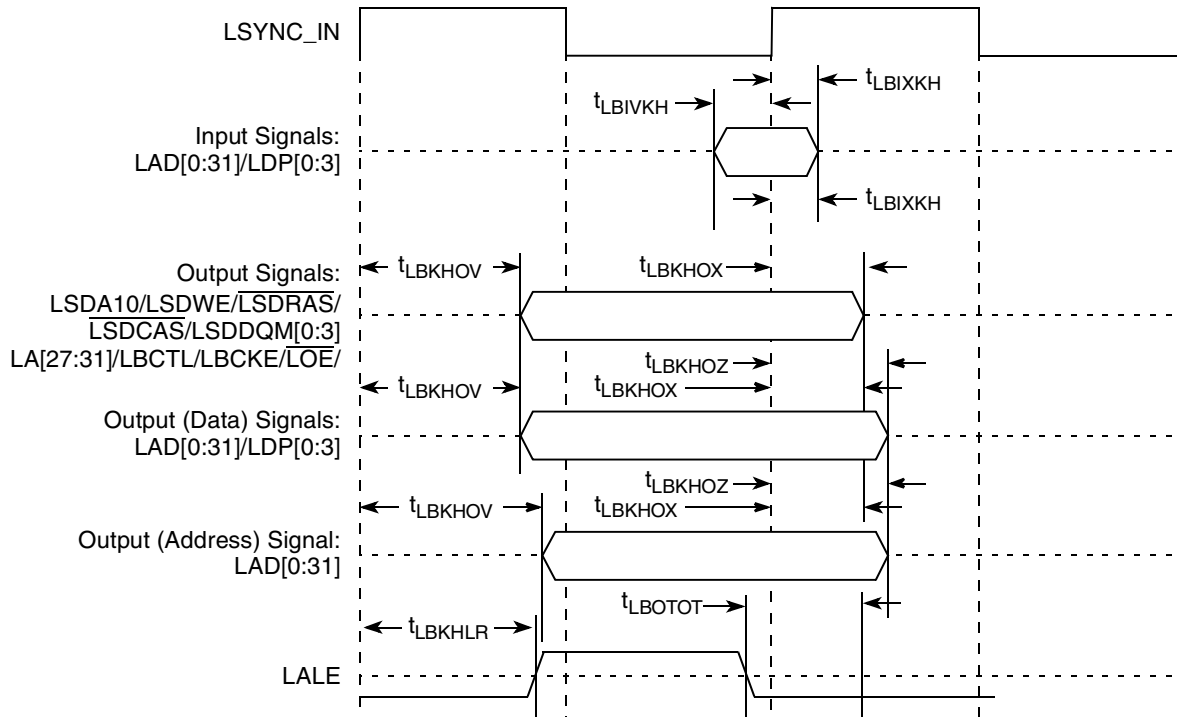 LSYNC_IN
tLBIXKH
tLBIVKH
Input Signals:
LAD[0:31]/LDP[0:3]
tLBIXKH
Output Signals:
tLBKHOV
tLBKHOX
LSDA10/LSDWE/LSDRAS/
LSDCAS/LSDDQM[0:3]
LA[27:31]/LBCTL/LBCKE/LOE/
tLBKHOZ
tLBKHOV
tLBKHOX
Output (Data) Signals:
LAD[0:31]/LDP[0:3]
tLBKHOZ
tLBKHOV
tLBKHOX
Output (Address) Signal:
LAD[0:31]
tLBOTOT
tLBKHLR
LALE